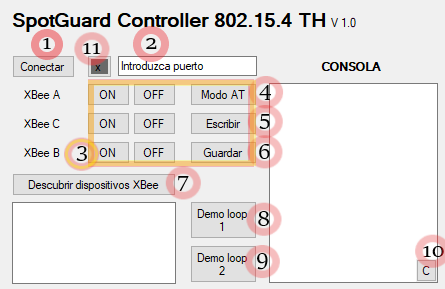 SpotGuard Controller 802.15.4 TH V 1.0
1 11 2
Conectar x Introduzca puerto CONSOLA
XBee A ON OFF Modo AT 4
XBee C ON OFF Escribir 5
XBee B 3 ON OFF Guardar 6
Descubrir dispositivos XBee 7
Demo loop 1 8
Demo loop 2 9
10
C